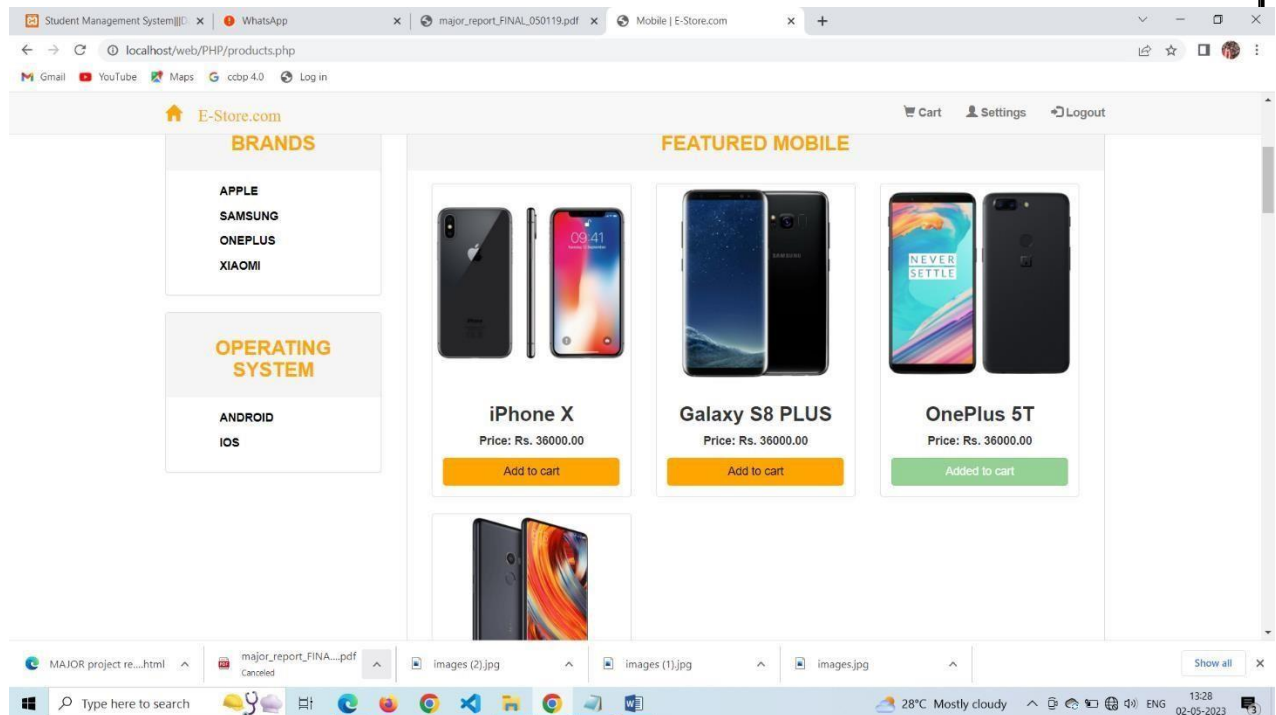 Student Management System|||D
WhatsApp
major_report_FINAL_050119.pdf
Mobile | E-Store.com
localhost/web/PHP/products.php
Gmail
YouTube
Maps
ccbp 4.0
Log in
E-Store.com
Cart
Settings
Logout
BRANDS
APPLE
SAMSUNG
ONEPLUS
XIAOMI
OPERATING
SYSTEM
ANDROID
IOS
FEATURED MOBILE
09:41
SAMSUNG
NEVER
SETTLE
iPhone X
Price: Rs. 36000.00
Add to cart
Galaxy S8 PLUS
Price: Rs. 36000.00
Add to cart
OnePlus 5T
Price: Rs. 36000.00
Added to cart
MAJOR project re....html
major_report_FINA....pdf
Canceled
images (2).jpg
images (1).jpg
images.jpg
Show all
Type here to search
28°C Mostly cloudy
ENG
13:28
02-05-2023
3